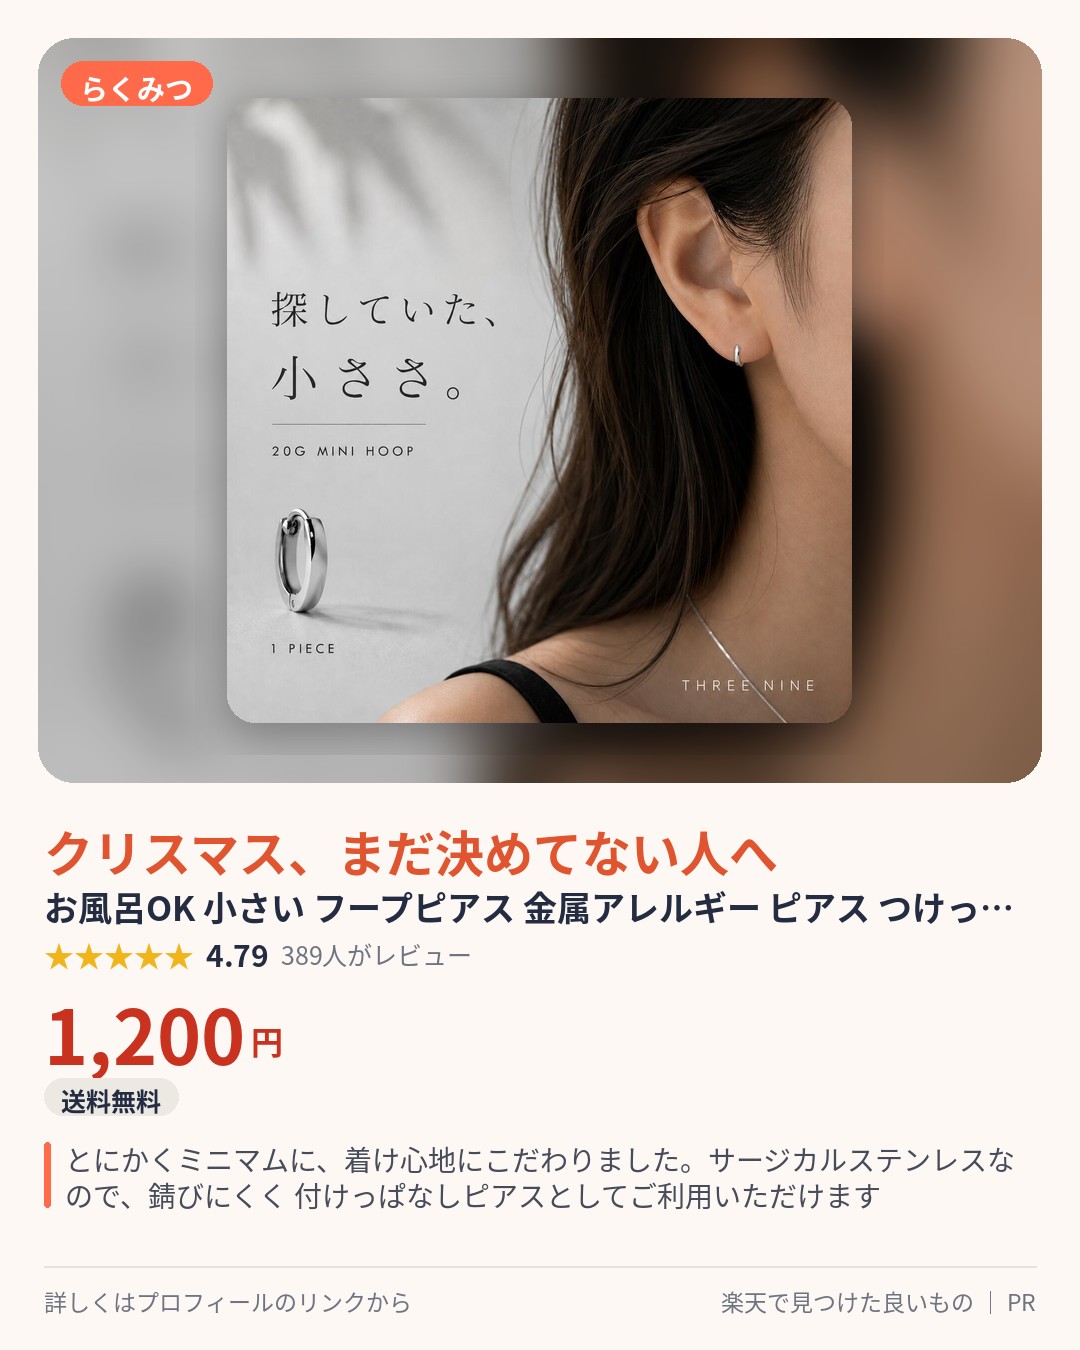 らくみつ
探していた、
小ささ。
20G MINI HOOP
1 PIECE
THREE NINE
クリスマス、まだ決めてない人へ
お風呂OK 小さい フープピアス 金属アレルギー ピアス つけっ…
★★★★★ 4.79 389人がレビュー
1,200円
送料無料
とにかくミニマムに、着け心地にこだわりました。サージカルステンレスな
ので、錆びにくく 付けっぱなしピアスとしてご利用いただけます
詳しくはプロフィールのリンクから
楽天で見つけた良いもの｜PR